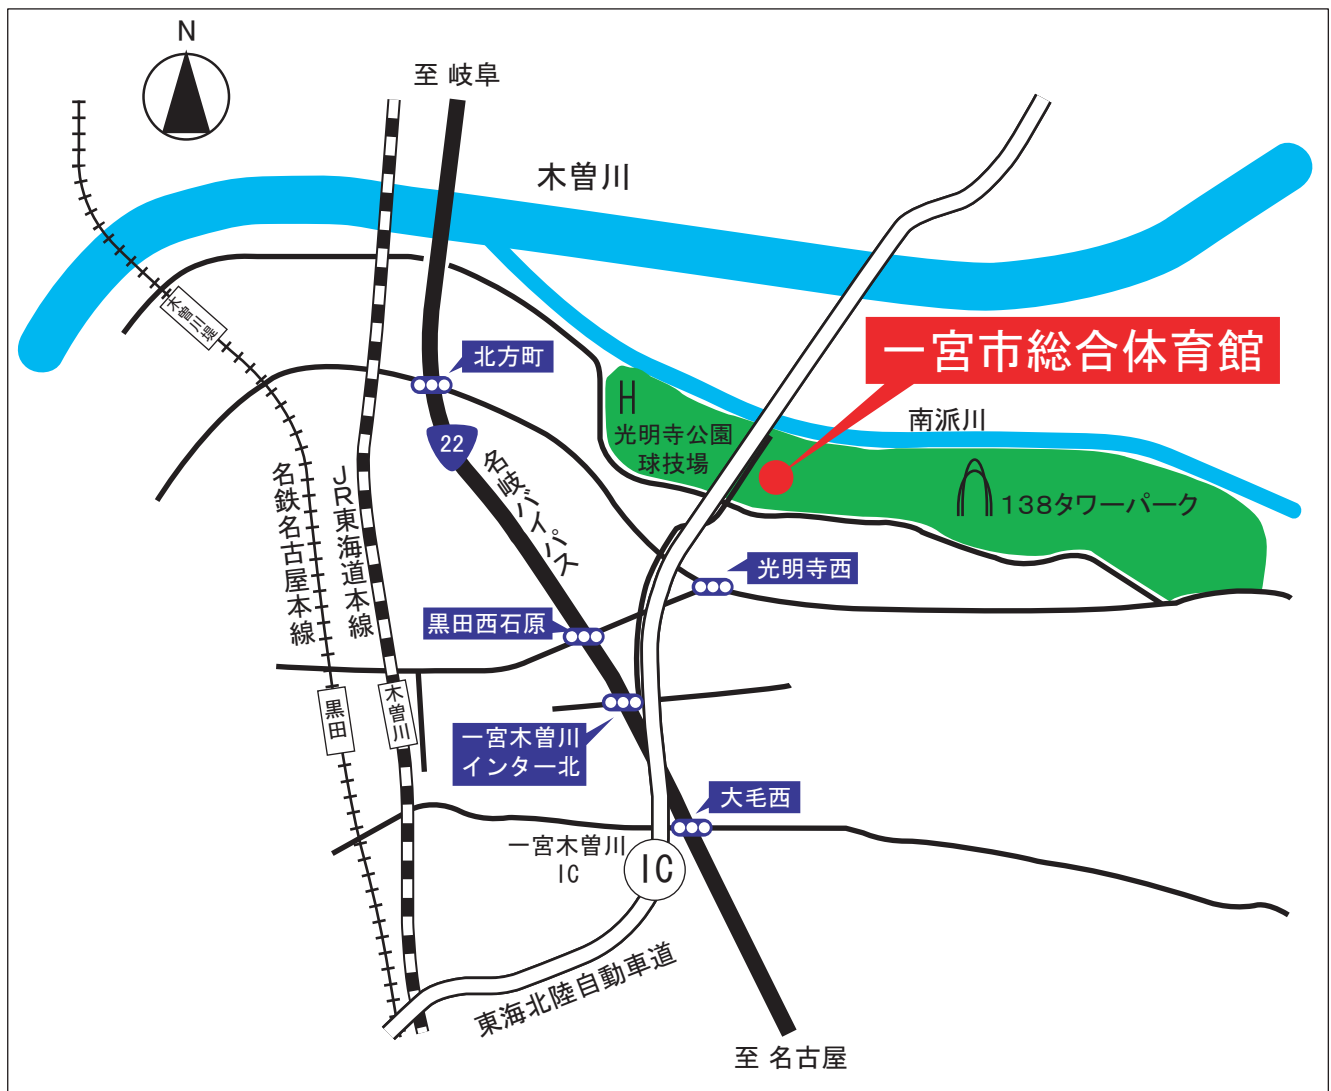 N
至 岐阜
木曽川
木曽川堤
北方町
一宮市総合体育館
H
光明寺公園
球技場
南派川
22
名岐バイパス
138タワーパーク
名鉄名古屋本線
JR東海道本線
光明寺西
黒田西石原
黒田
木曽川
一宮木曽川
インター北
大毛西
一宮木曽川
IC
IC
東海北陸自動車道
至 名古屋